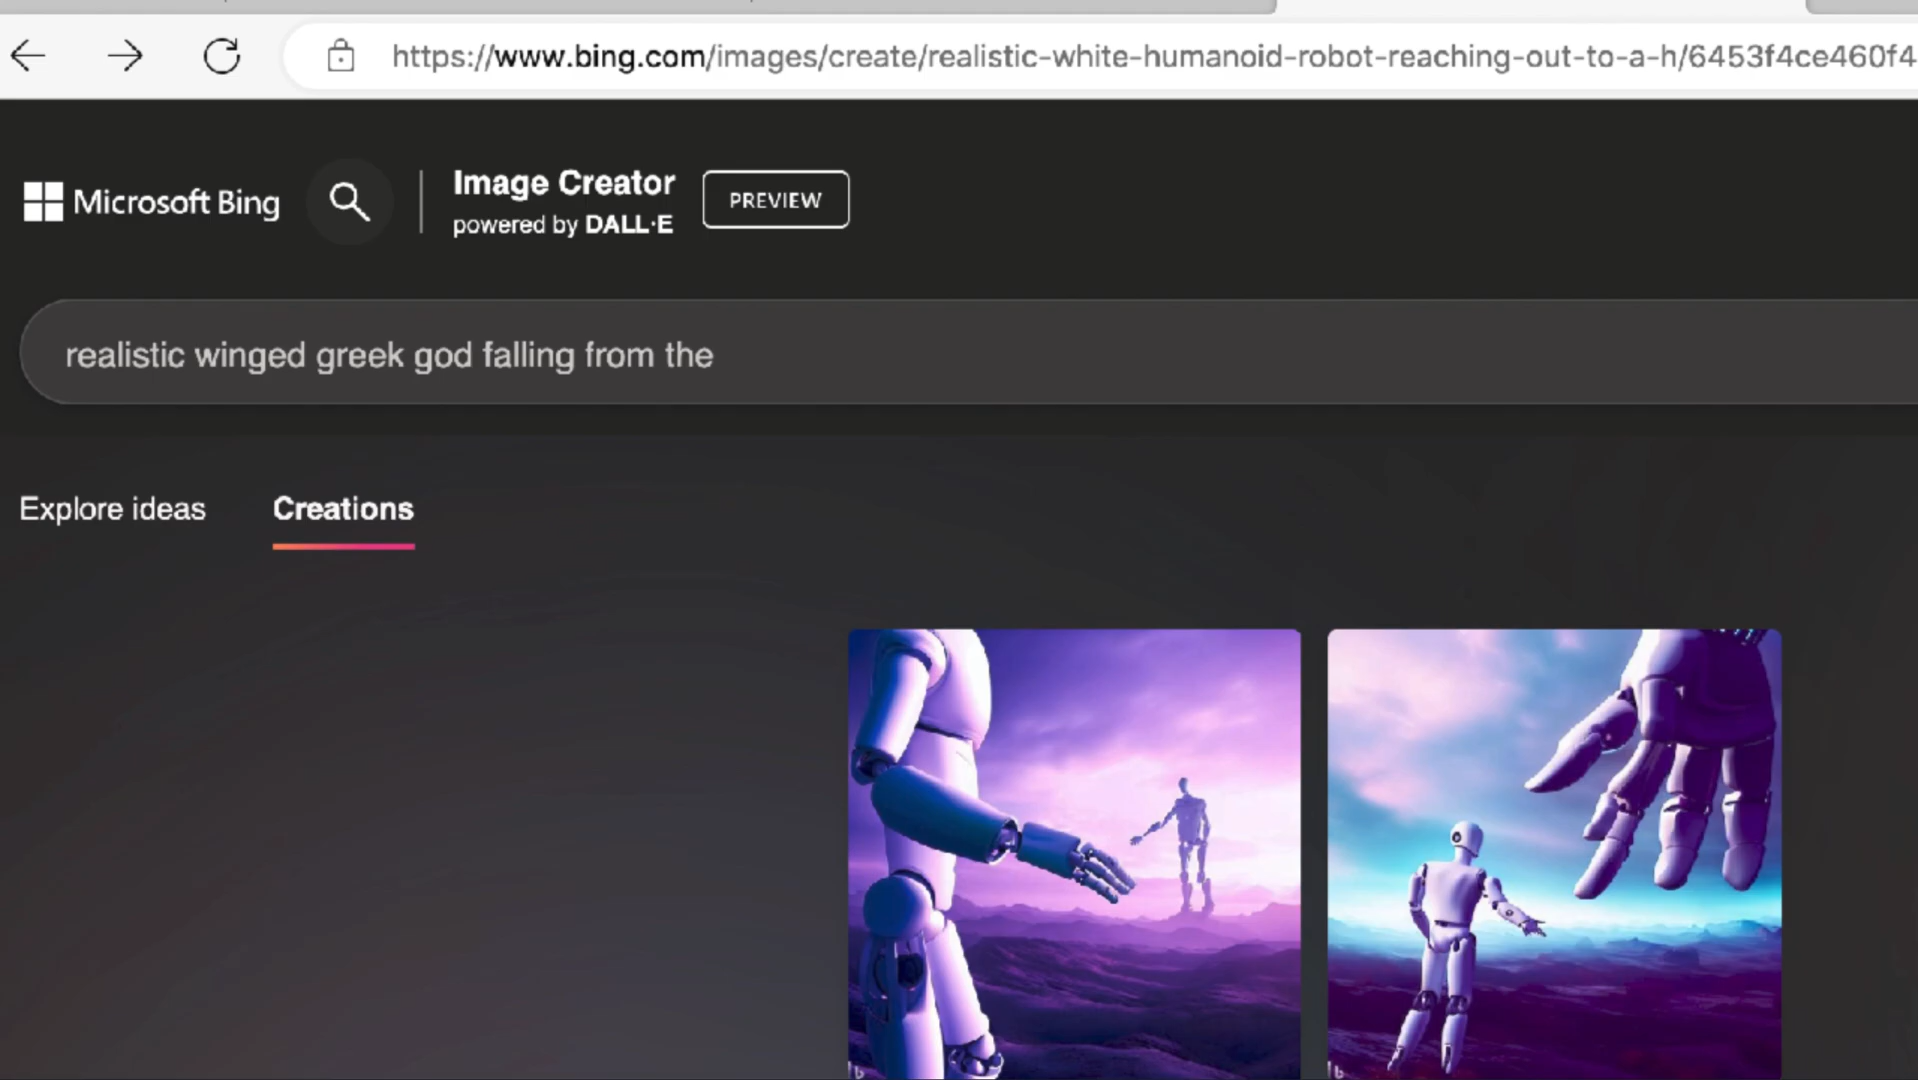 https://www.bing.com/images/create/realistic-white-humanoid-robot-reaching-out-to-a-h/6453f4ce460f4
Microsoft Bing
Image Creator
powered by DALL·E
PREVIEW
realistic winged greek god falling from the
Explore ideas
Creations